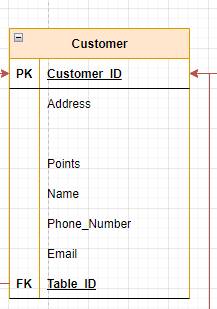 Customer
PK Customer_ID
Address
Points
Name
Phone_Number
Email
FK Table_ID